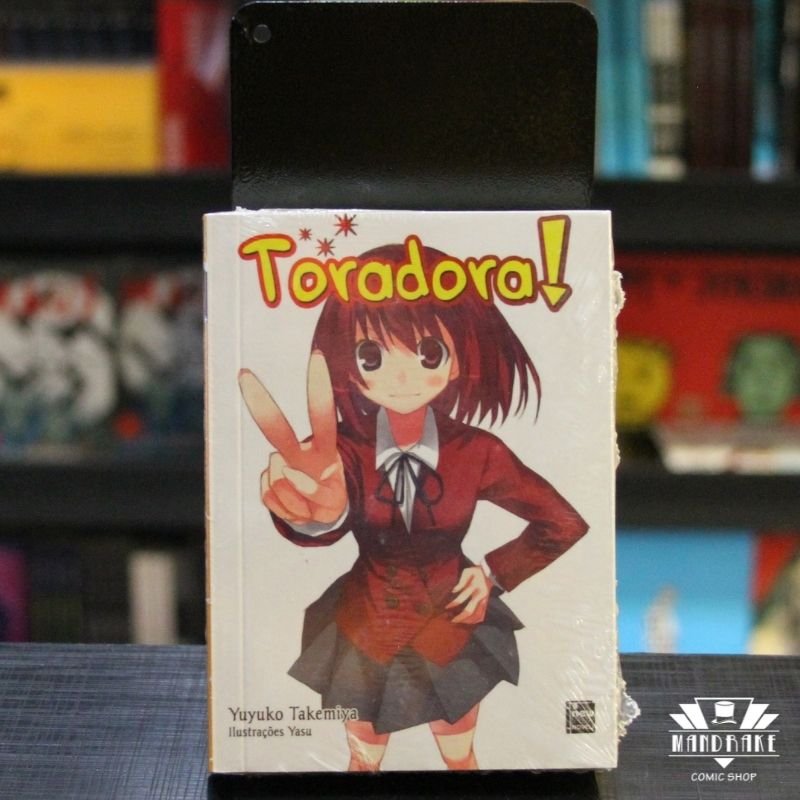 Toradora!
Yuyuko Takemiya
Ilustrações Yasu
MANDRAKE
COMIC SHOP